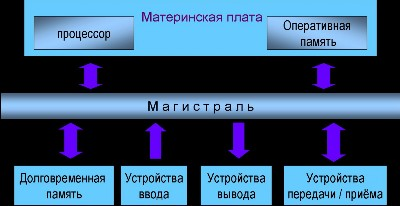 Материнская плата
процессор
Оперативная
память
Магистраль
Долговременная
память
Устройства
ввода
Устройства
вывода
Устройства
передачи / приёма